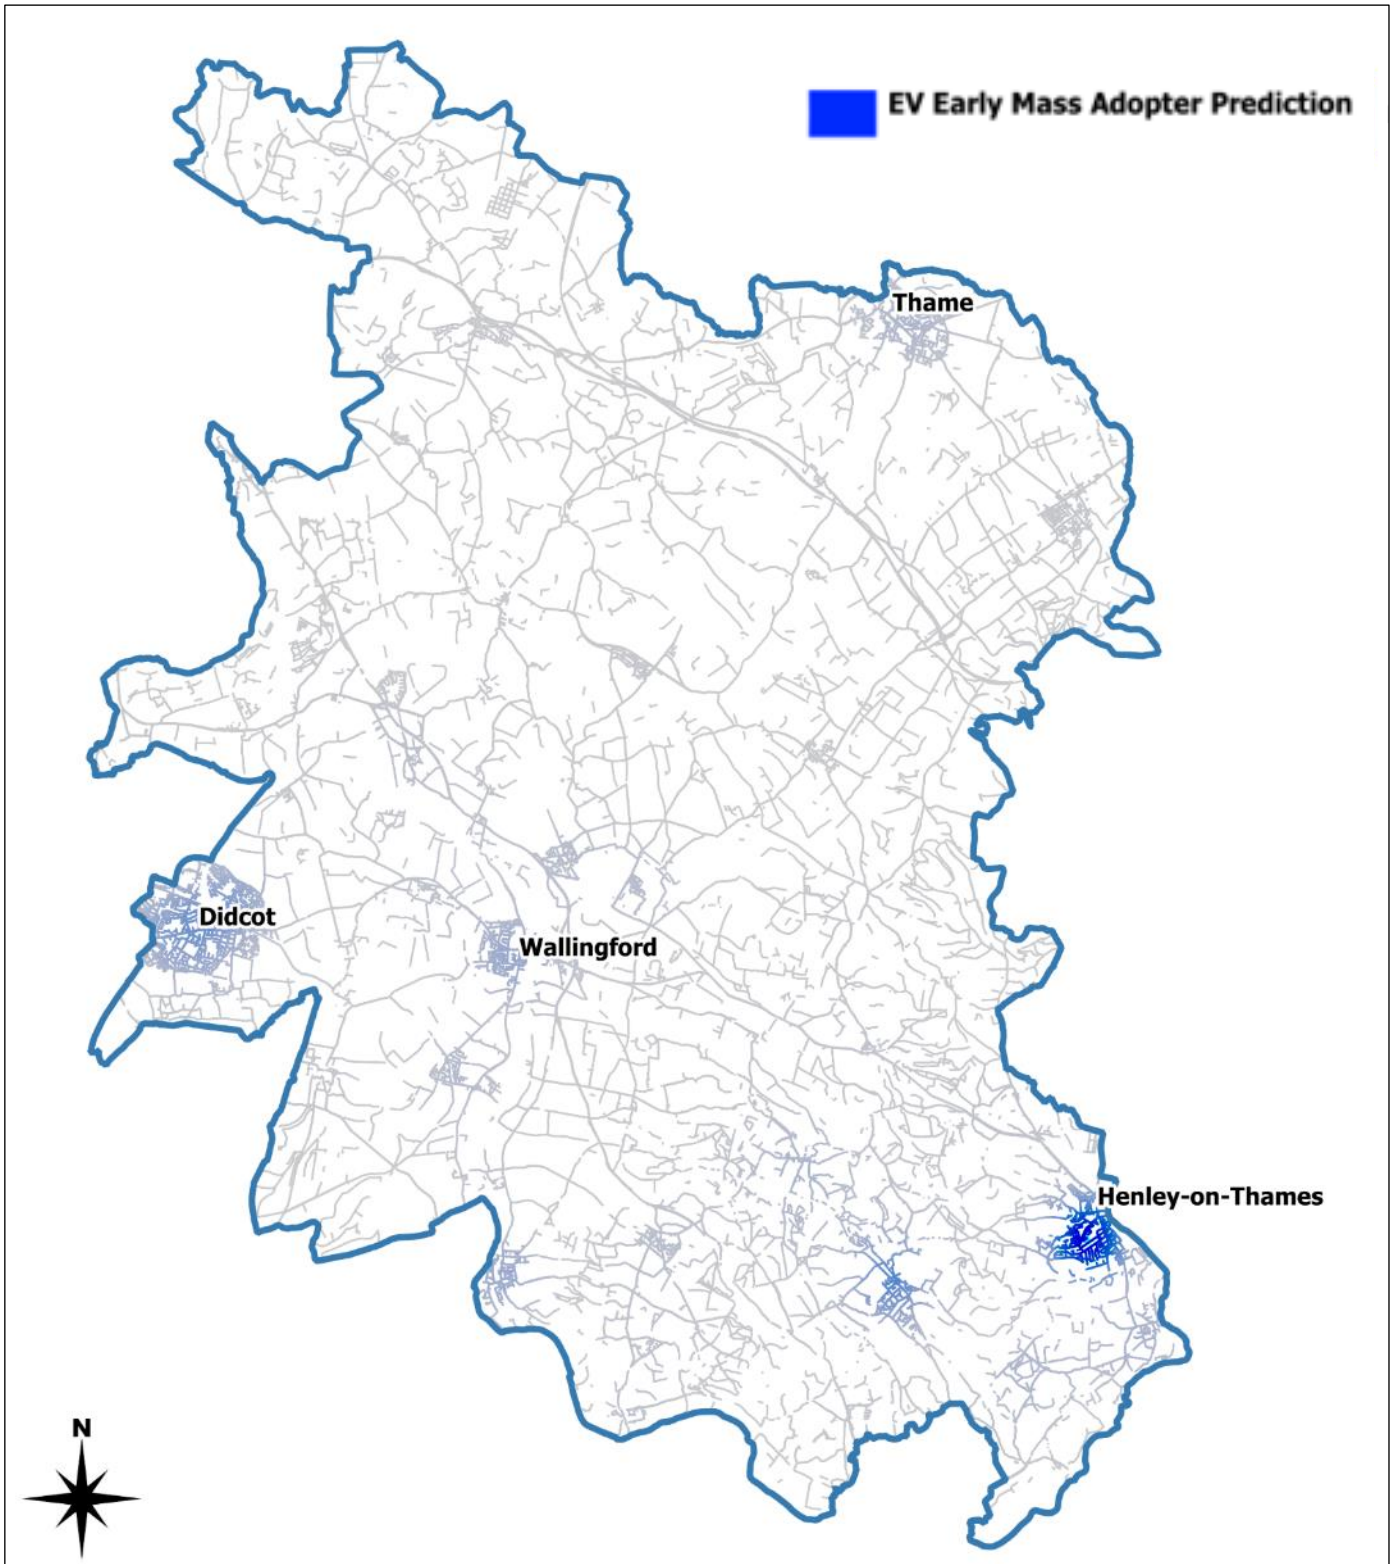 EV Early Mass Adopter Prediction
Thame
Didcot
Wallingford
Henley-on-Thames
N